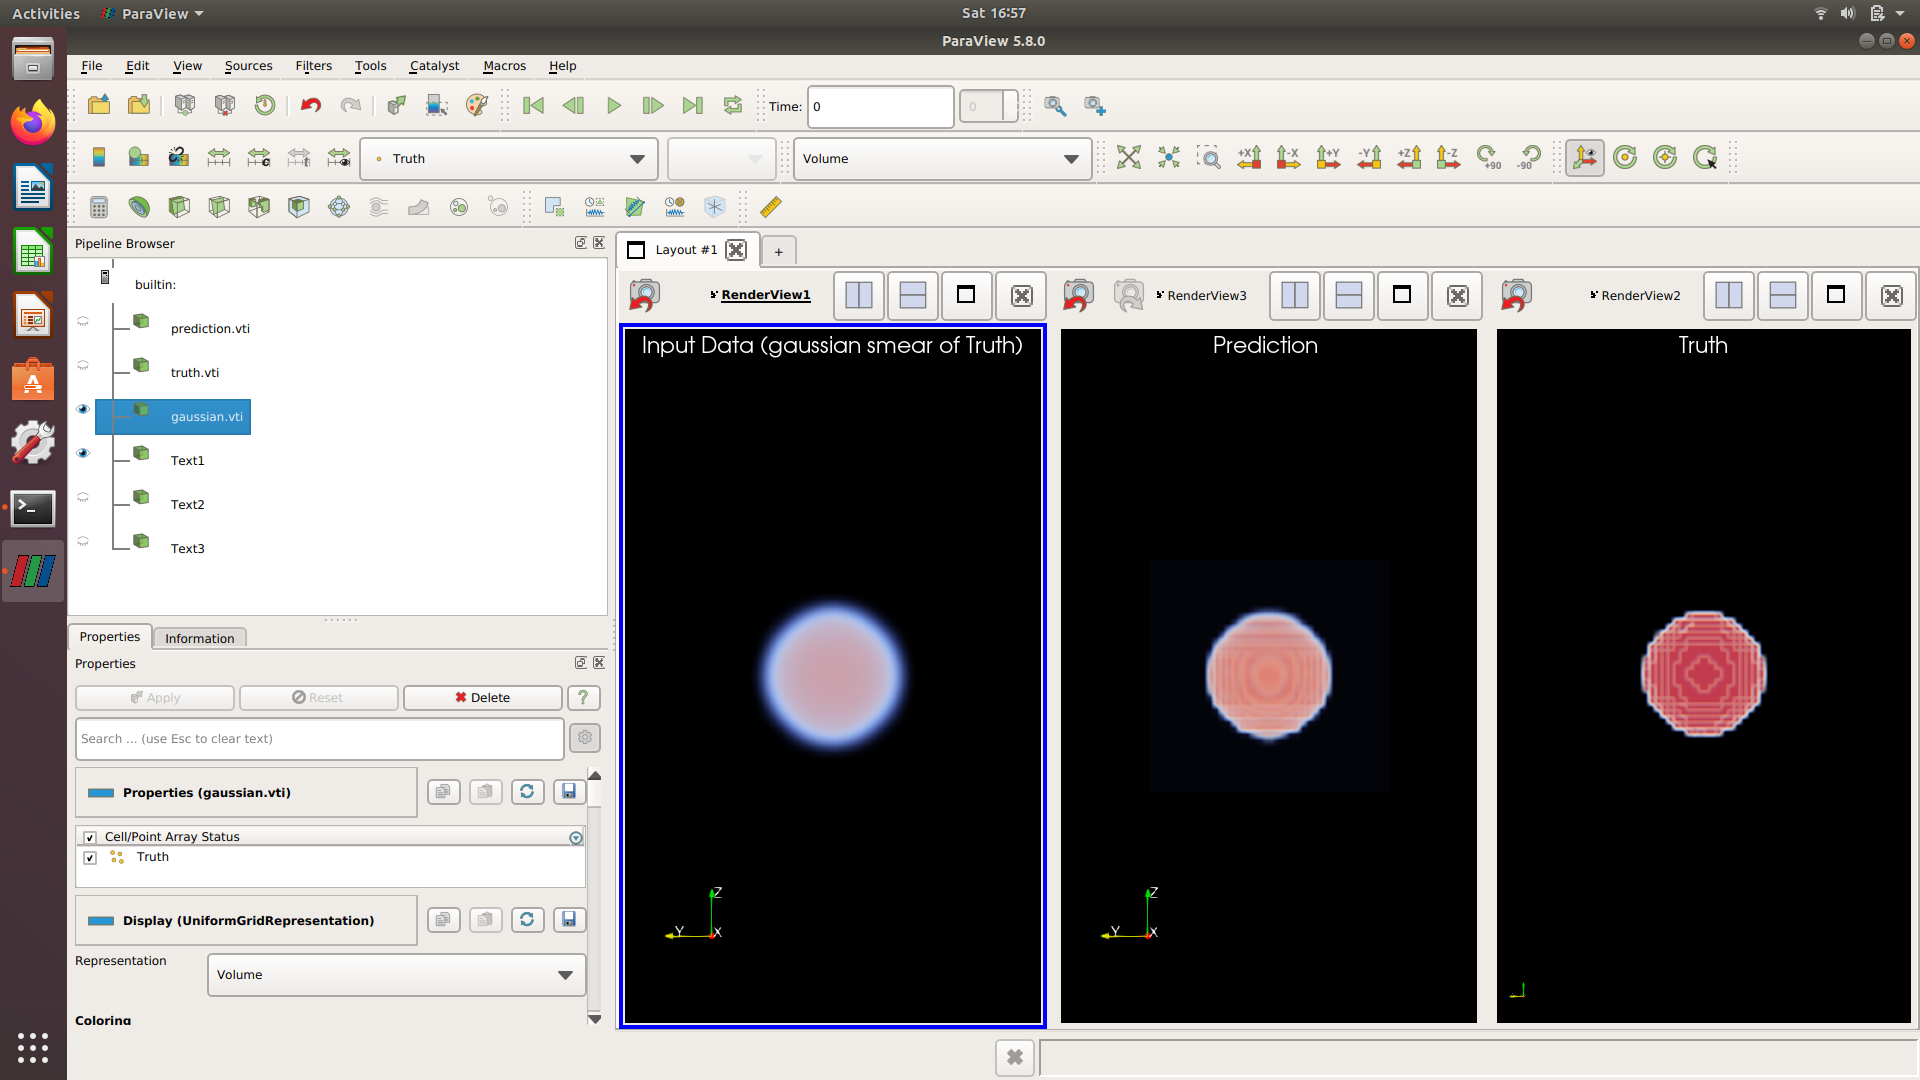 Activities ParaView Sat 16:57
ParaView 5.8.0
File Edit View Sources Filters Tools Catalyst Macros Help
Time: 0 0
Truth Volume +X -X +Y -Y +Z -Z +90 -90
Pipeline Browser
builtin:
prediction.vti
truth.vti
gaussian.vti
Text1
Text2
Text3
Properties Information
Properties
Apply Reset Delete ?
Search ... (use Esc to clear text)
Properties (gaussian.vti)
Cell/Point Array Status
Truth
Display (UniformGridRepresentation)
Representation Volume
Coloring
Layout #1 +
RenderView1 RenderView3 RenderView2
Input Data (gaussian smear of Truth) Prediction Truth
Z Z
Y X Y X